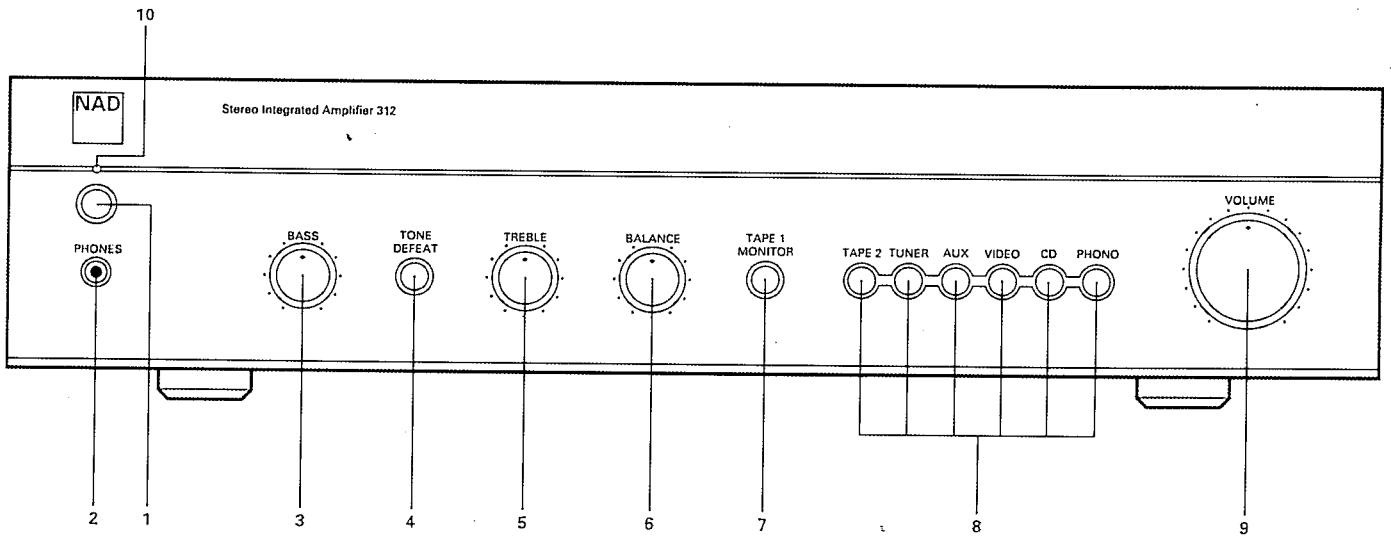 10
NAD
Stereo Integrated Amplifier 312
VOLUME
PHONES
BASS
TONE
DEFEAT
TREBLE
BALANCE
TAPE 1
MONITOR
TAPE 2 TUNER AUX VIDEO CD PHONO
2 1 3 4 5 6 7 8 9